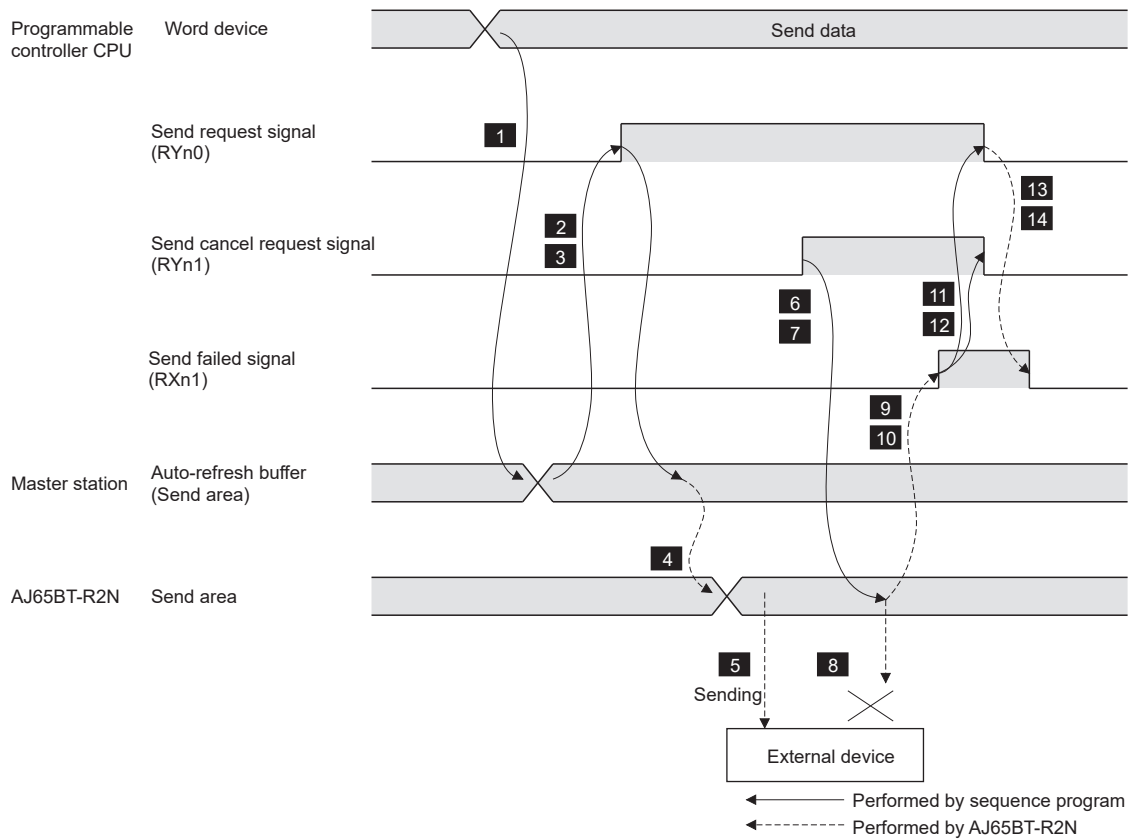 Programmable
controller CPU
Word device
Send data
Send request signal
(RYn0)
1
13
14
2
3
Send cancel request signal
(RYn1)
6
7
11
12
Send failed signal
(RXn1)
9
10
Master station
Auto-refresh buffer
(Send area)
4
AJ65BT-R2N
Send area
5
8
Sending
External device
Performed by sequence program
Performed by AJ65BT-R2N